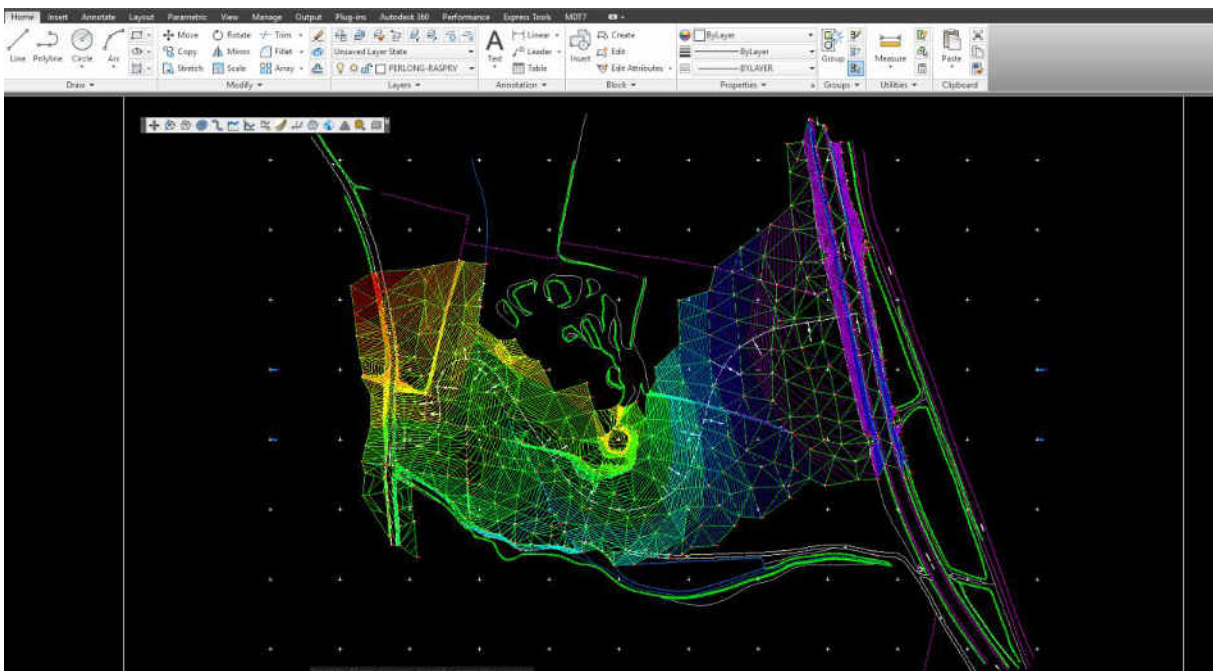 Home Insert Annotate Layout Parametric View Manage Output Plug-ins Autodesk 360 Performance Express Tools MDT7
Move Rotate Trim Unsaved Layer State Linear Create ByLayer
Line Polyline Circle Arc Copy Mirror Fillet Text Leader Insert Edit ByLayer Group Measure Paste
Stretch Scale Array PERLONG-RASPRY Table Edit Attributes BYLAYER
Draw Modify Layers Annotation Block Properties Groups Utilities Clipboard